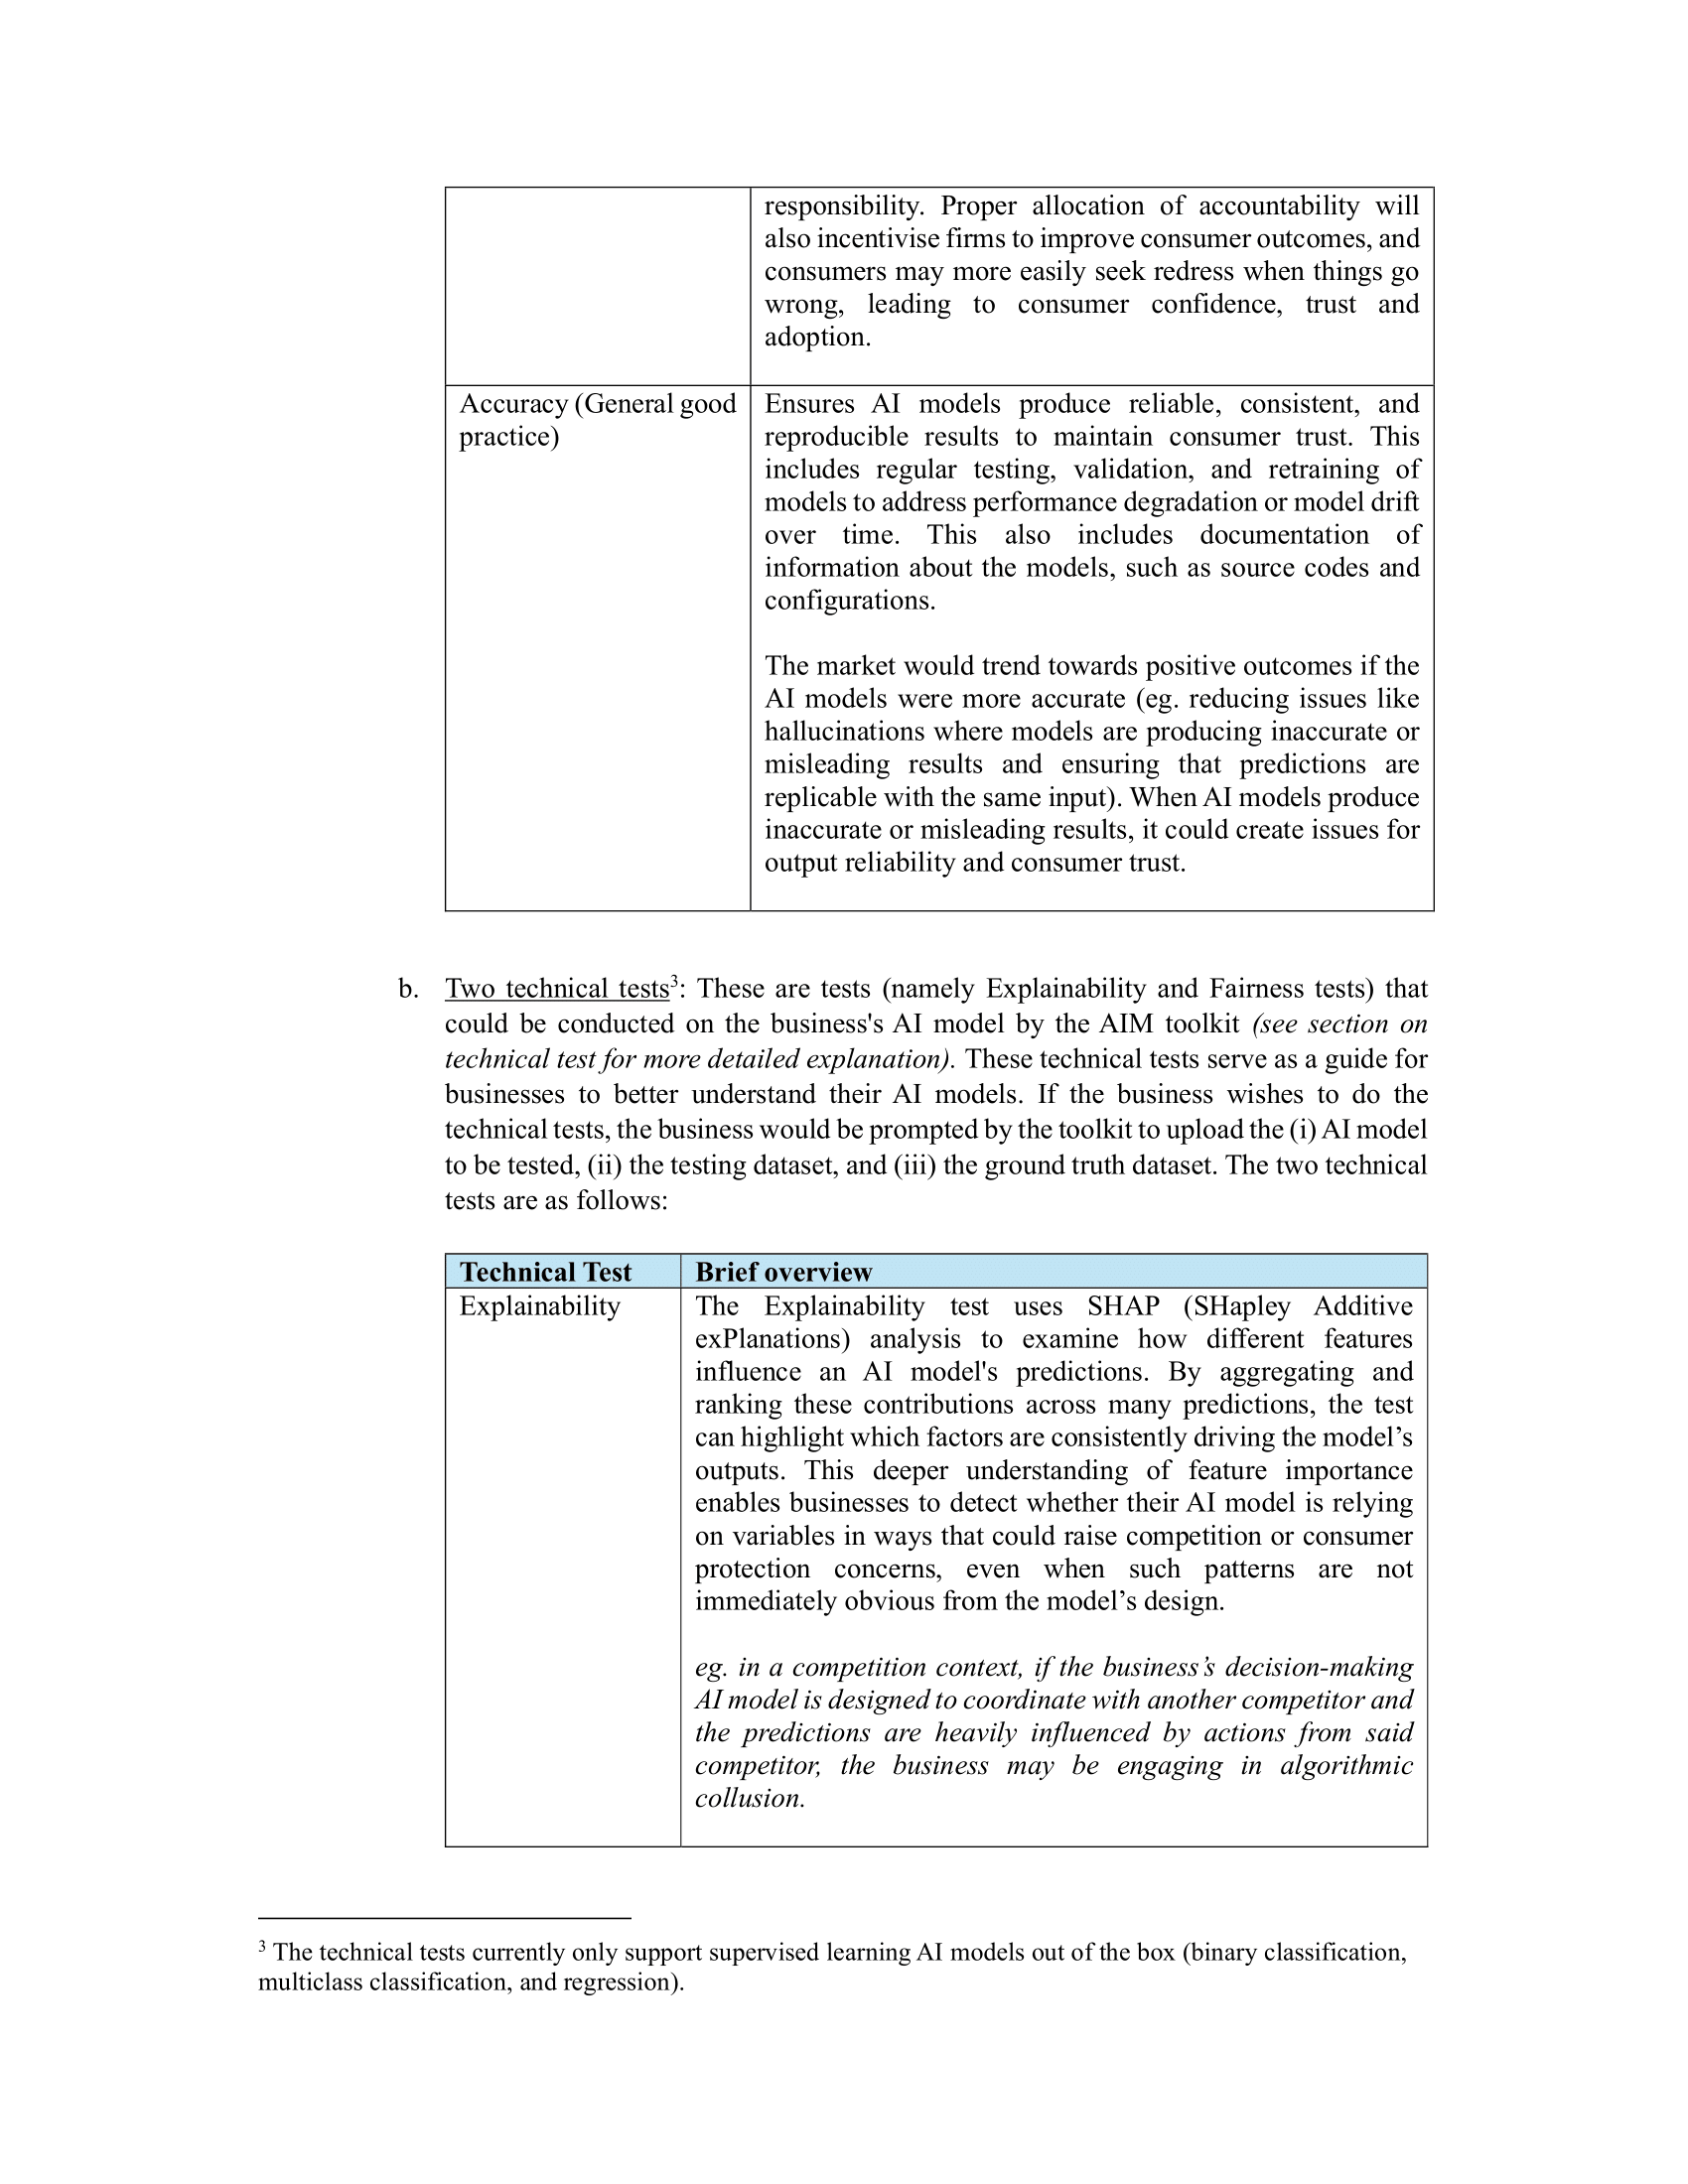 responsibility. Proper allocation of accountability will
also incentivise firms to improve consumer outcomes, and
consumers may more easily seek redress when things go
wrong, leading to consumer confidence, trust and
adoption.
Accuracy (General good
practice)
Ensures AI models produce reliable, consistent, and
reproducible results to maintain consumer trust. This
includes regular testing, validation, and retraining of
models to address performance degradation or model drift
over time. This also includes documentation of
information about the models, such as source codes and
configurations.
The market would trend towards positive outcomes if the
AI models were more accurate (eg. reducing issues like
hallucinations where models are producing inaccurate or
misleading results and ensuring that predictions are
replicable with the same input). When AI models produce
inaccurate or misleading results, it could create issues for
output reliability and consumer trust.
b. Two technical tests³: These are tests (namely Explainability and Fairness tests) that
could be conducted on the business's AI model by the AIM toolkit (see section on
technical test for more detailed explanation). These technical tests serve as a guide for
businesses to better understand their AI models. If the business wishes to do the
technical tests, the business would be prompted by the toolkit to upload the (i) AI model
to be tested, (ii) the testing dataset, and (iii) the ground truth dataset. The two technical
tests are as follows:
Technical Test
Brief overview
Explainability
The Explainability test uses SHAP (SHapley Additive
exPlanations) analysis to examine how different features
influence an AI model's predictions. By aggregating and
ranking these contributions across many predictions, the test
can highlight which factors are consistently driving the model’s
outputs. This deeper understanding of feature importance
enables businesses to detect whether their AI model is relying
on variables in ways that could raise competition or consumer
protection concerns, even when such patterns are not
immediately obvious from the model’s design.
eg. in a competition context, if the business’s decision-making
AI model is designed to coordinate with another competitor and
the predictions are heavily influenced by actions from said
competitor, the business may be engaging in algorithmic
collusion.
³ The technical tests currently only support supervised learning AI models out of the box (binary classification,
multiclass classification, and regression).